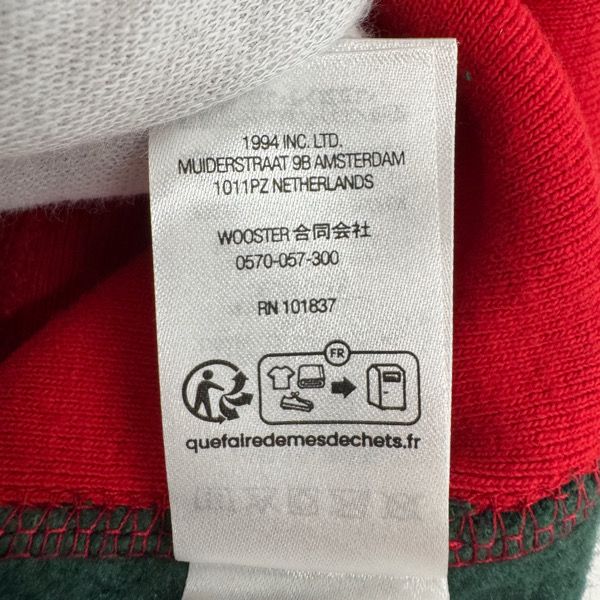 1994 INC. LTD.
MUIDERSTRAAT 9B AMSTERDAM
1011PZ NETHERLANDS
WOOSTER 合同会社
0570-057-300
RN 101837
FR
quefairedemesdechets.fr